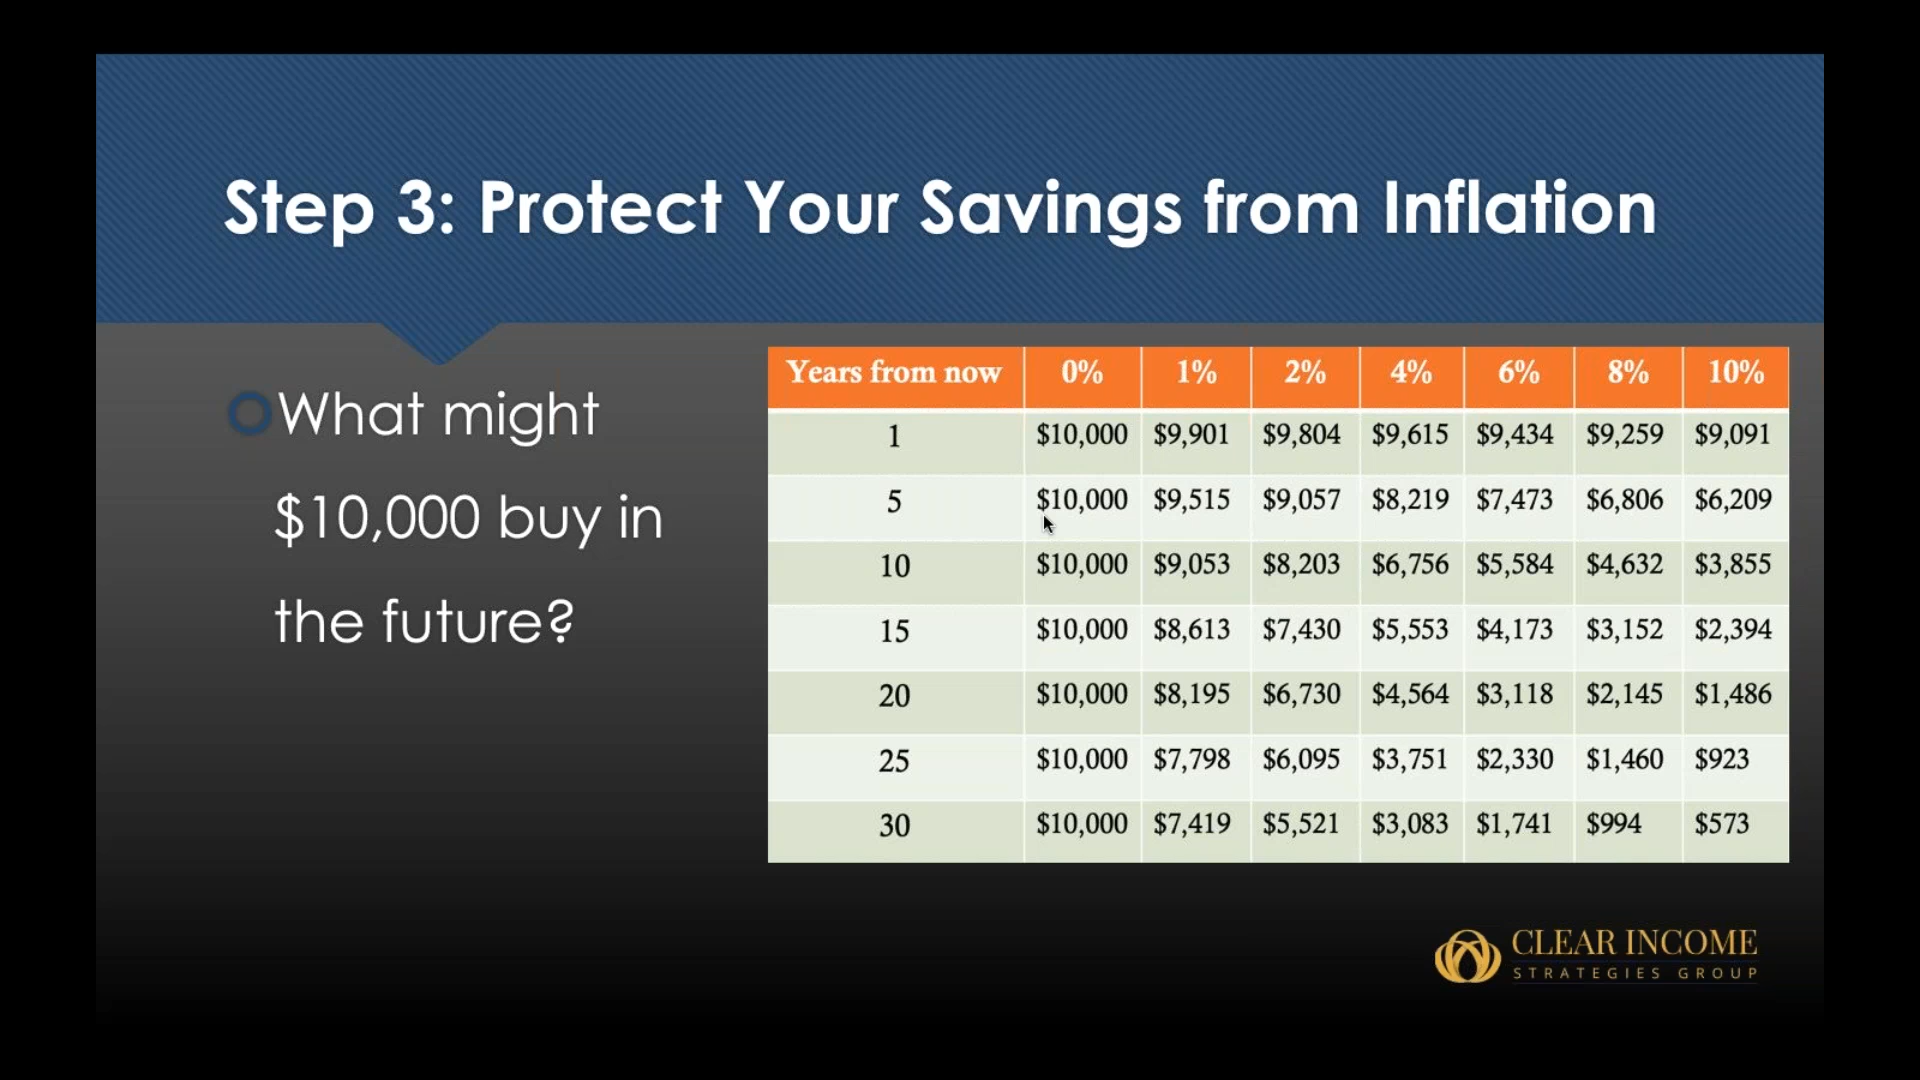 Step 3: Protect Your Savings from Inflation
What might
$10,000 buy in
the future?
Years from now 0% 1% 2% 4% 6% 8% 10%
1 $10,000 $9,901 $9,804 $9,615 $9,434 $9,259 $9,091
5 $10,000 $9,515 $9,057 $8,219 $7,473 $6,806 $6,209
10 $10,000 $9,053 $8,203 $6,756 $5,584 $4,632 $3,855
15 $10,000 $8,613 $7,430 $5,553 $4,173 $3,152 $2,394
20 $10,000 $8,195 $6,730 $4,564 $3,118 $2,145 $1,486
25 $10,000 $7,798 $6,095 $3,751 $2,330 $1,460 $923
30 $10,000 $7,419 $5,521 $3,083 $1,741 $994 $573
CLEAR INCOME
STRATEGIES GROUP